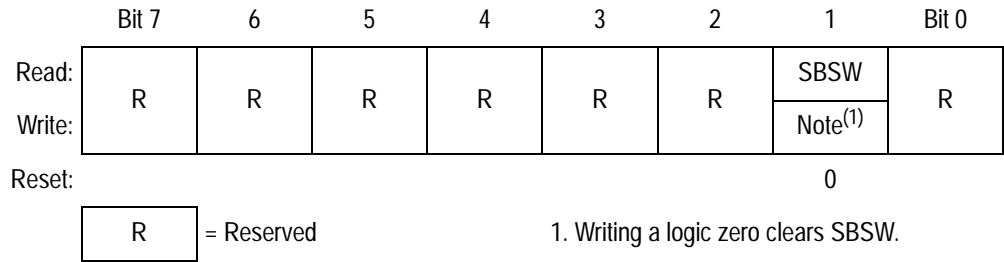 Bit 7 6 5 4 3 2 1 Bit 0
Read: SBSW
R R R R R R R
Write: Note(1)
Reset: 0
R = Reserved 1. Writing a logic zero clears SBSW.